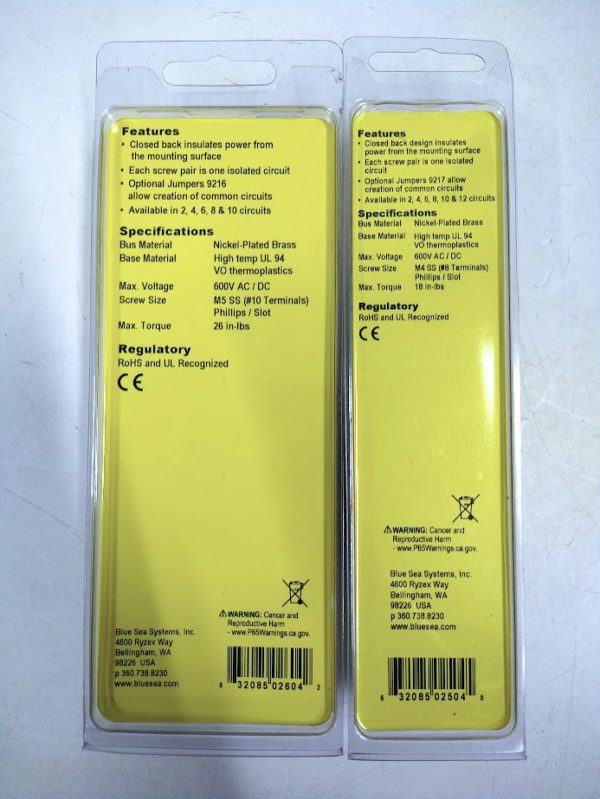 Features
• Closed back insulates power from
the mounting surface
• Each screw pair is one isolated
circuit
• Optional Jumpers 9216
allow creation of common circuits
• Available in 2, 4, 6, 8 & 10 circuits
Specifications
Bus Material Nickel-Plated Brass
Base Material High temp UL 94
VO thermoplastics
Max. Voltage 600V AC / DC
Screw Size M5 SS (#10 Terminals)
Phillips / Slot
Max. Torque 26 in-lbs
Regulatory
RoHS and UL Recognized
CE
⚠WARNING: Cancer and
Reproductive Harm
- www.P65Warnings.ca.gov.
Blue Sea Systems, Inc.
4600 Ryzex Way
Bellingham, WA
98226 USA
p 360.738.8230
www.bluesea.com
6 32085 02604 2
Features
• Closed back design insulates
power from the mounting surface
• Each screw pair is one isolated
circuit
• Optional Jumpers 9217 allow
creation of common circuits
• Available in 2, 4, 6, 8, 10 & 12 circuits
Specifications
Bus Material Nickel-Plated Brass
Base Material High temp UL 94
VO thermoplastics
Max. Voltage 600V AC / DC
Screw Size M4 SS (#8 Terminals)
Phillips / Slot
Max. Torque 18 in-lbs
Regulatory
RoHS and UL Recognized
CE
⚠WARNING: Cancer and
Reproductive Harm
- www.P65Warnings.ca.gov.
Blue Sea Systems, Inc.
4600 Ryzex Way
Bellingham, WA
98226 USA
p 360.738.8230
www.bluesea.com
6 32085 02504 5